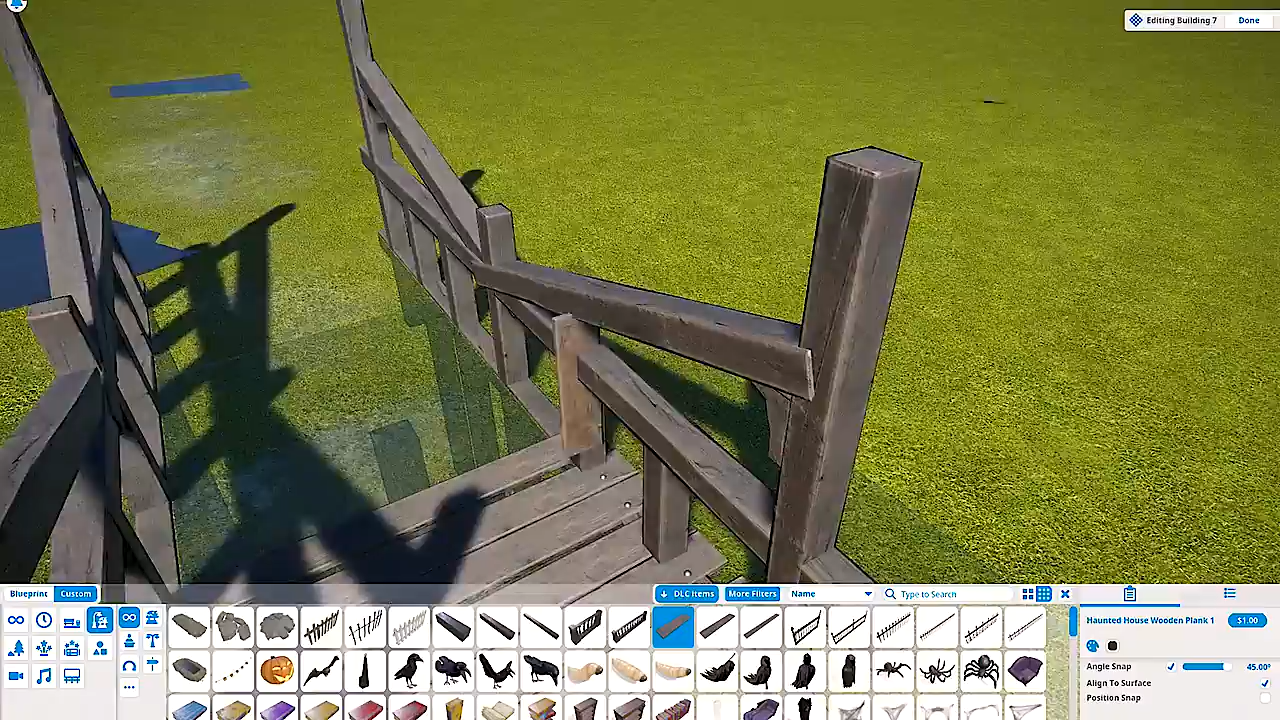 Editing Building 7
Done
Blueprint
Custom
DLC Items
More Filters
Name
Type to Search
Haunted House Wooden Plank 1
$1.00
Angle Snap
45.00°
Align To Surface
Position Snap